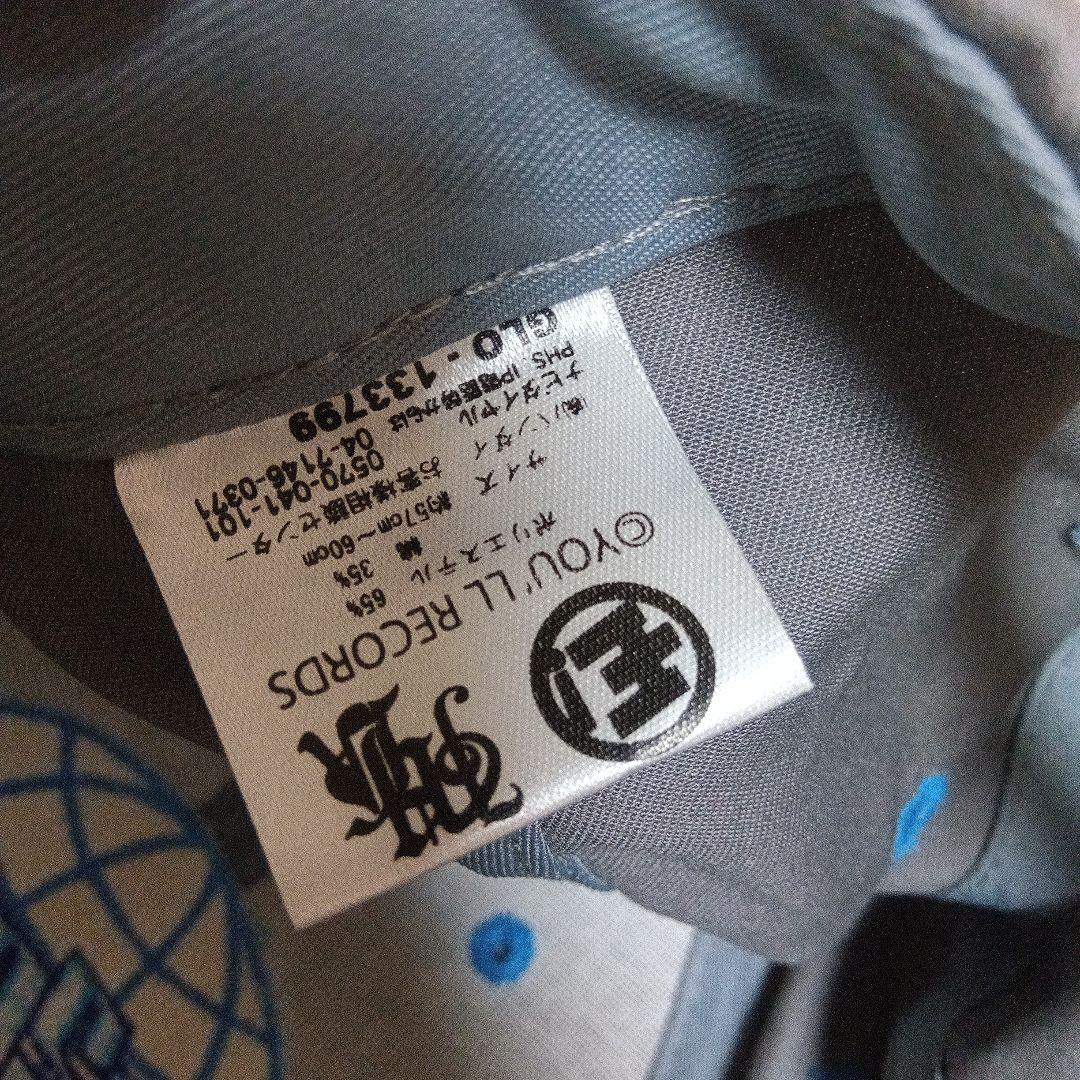 ©YOU'LL RECORDS
ポリエステル 65%
綿 35%
サイズ 約57cm～60cm
㈱バンダイ お客様相談センター
ナビダイヤル 0570-041-101
PHS、IP電話等からは 04-7146-0371
GLO-133799